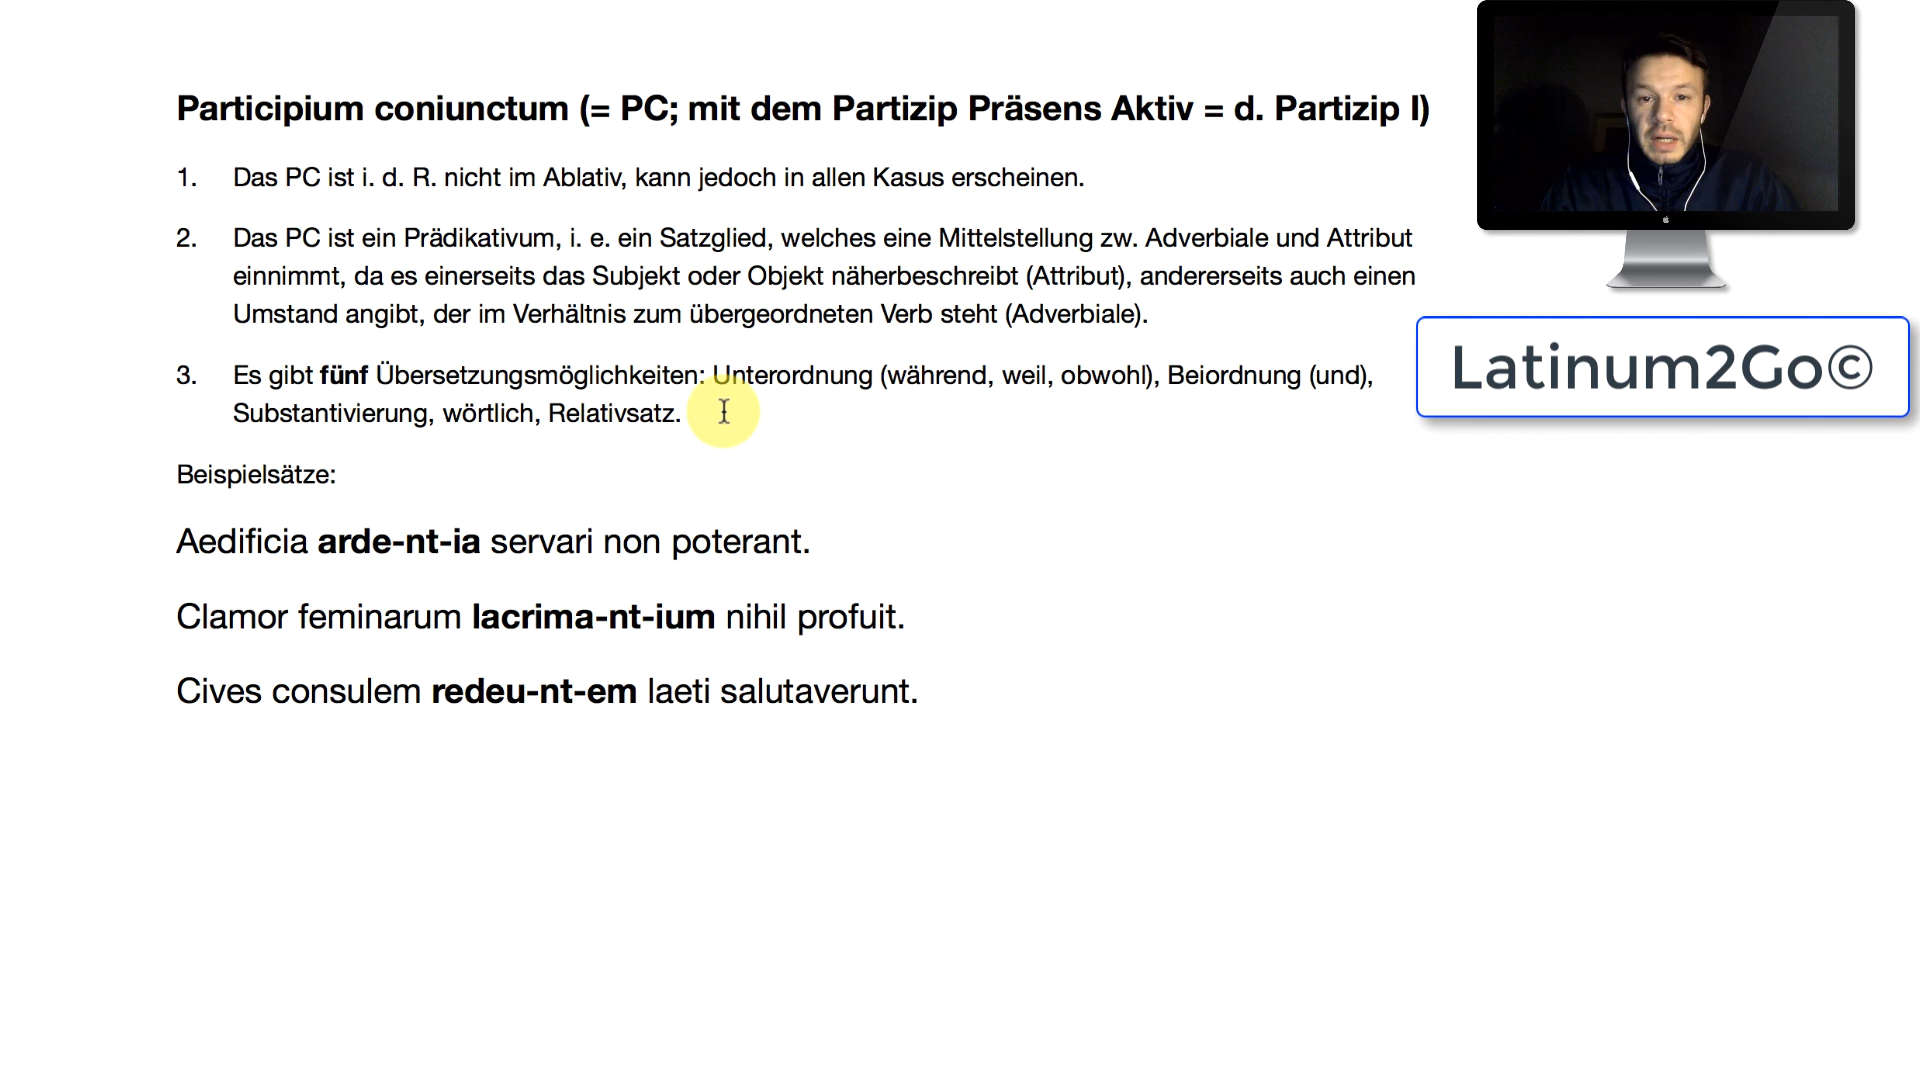 Participium coniunctum (= PC; mit dem Partizip Präsens Aktiv = d. Partizip I)
1. Das PC ist i. d. R. nicht im Ablativ, kann jedoch in allen Kasus erscheinen.
2. Das PC ist ein Prädikativum, i. e. ein Satzglied, welches eine Mittelstellung zw. Adverbiale und Attribut
einnimmt, da es einerseits das Subjekt oder Objekt näherbeschreibt (Attribut), andererseits auch einen
Umstand angibt, der im Verhältnis zum übergeordneten Verb steht (Adverbiale).
3. Es gibt fünf Übersetzungsmöglichkeiten: Unterordnung (während, weil, obwohl), Beiordnung (und),
Substantivierung, wörtlich, Relativsatz.
Latinum2Go©
Beispielsätze:
Aedificia arde-nt-ia servari non poterant.
Clamor feminarum lacrima-nt-ium nihil profuit.
Cives consulem redeu-nt-em laeti salutaverunt.